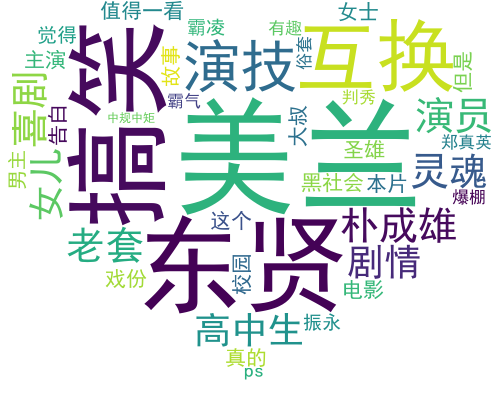 值得一看
女士
觉得
霸凌
有趣
主演
故事
搞笑
演技
俗套
互换
但是
喜剧
霸气
判秀
告白
中规中矩
美兰
大叔
演员
男主
女儿
圣雄
郑真英
灵魂
黑社会
本片
爆棚
东贤
这个
朴成雄
老套
校园
剧情
戏份
电影
高中生
振永
真的
ps